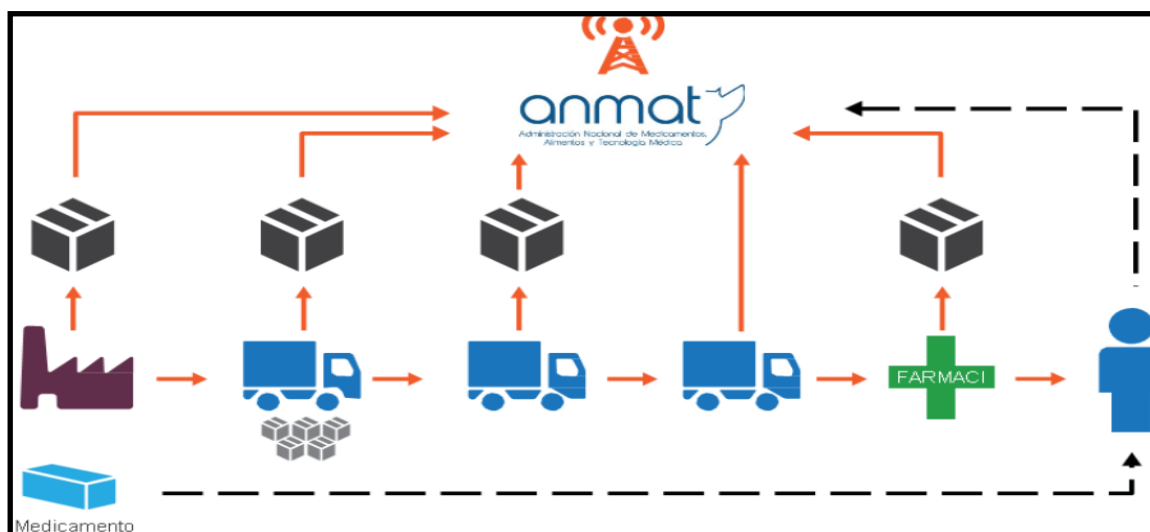 anmat
Administración Nacional de Medicamentos,
Alimentos y Tecnología Médica
FARMACI
Medicamento